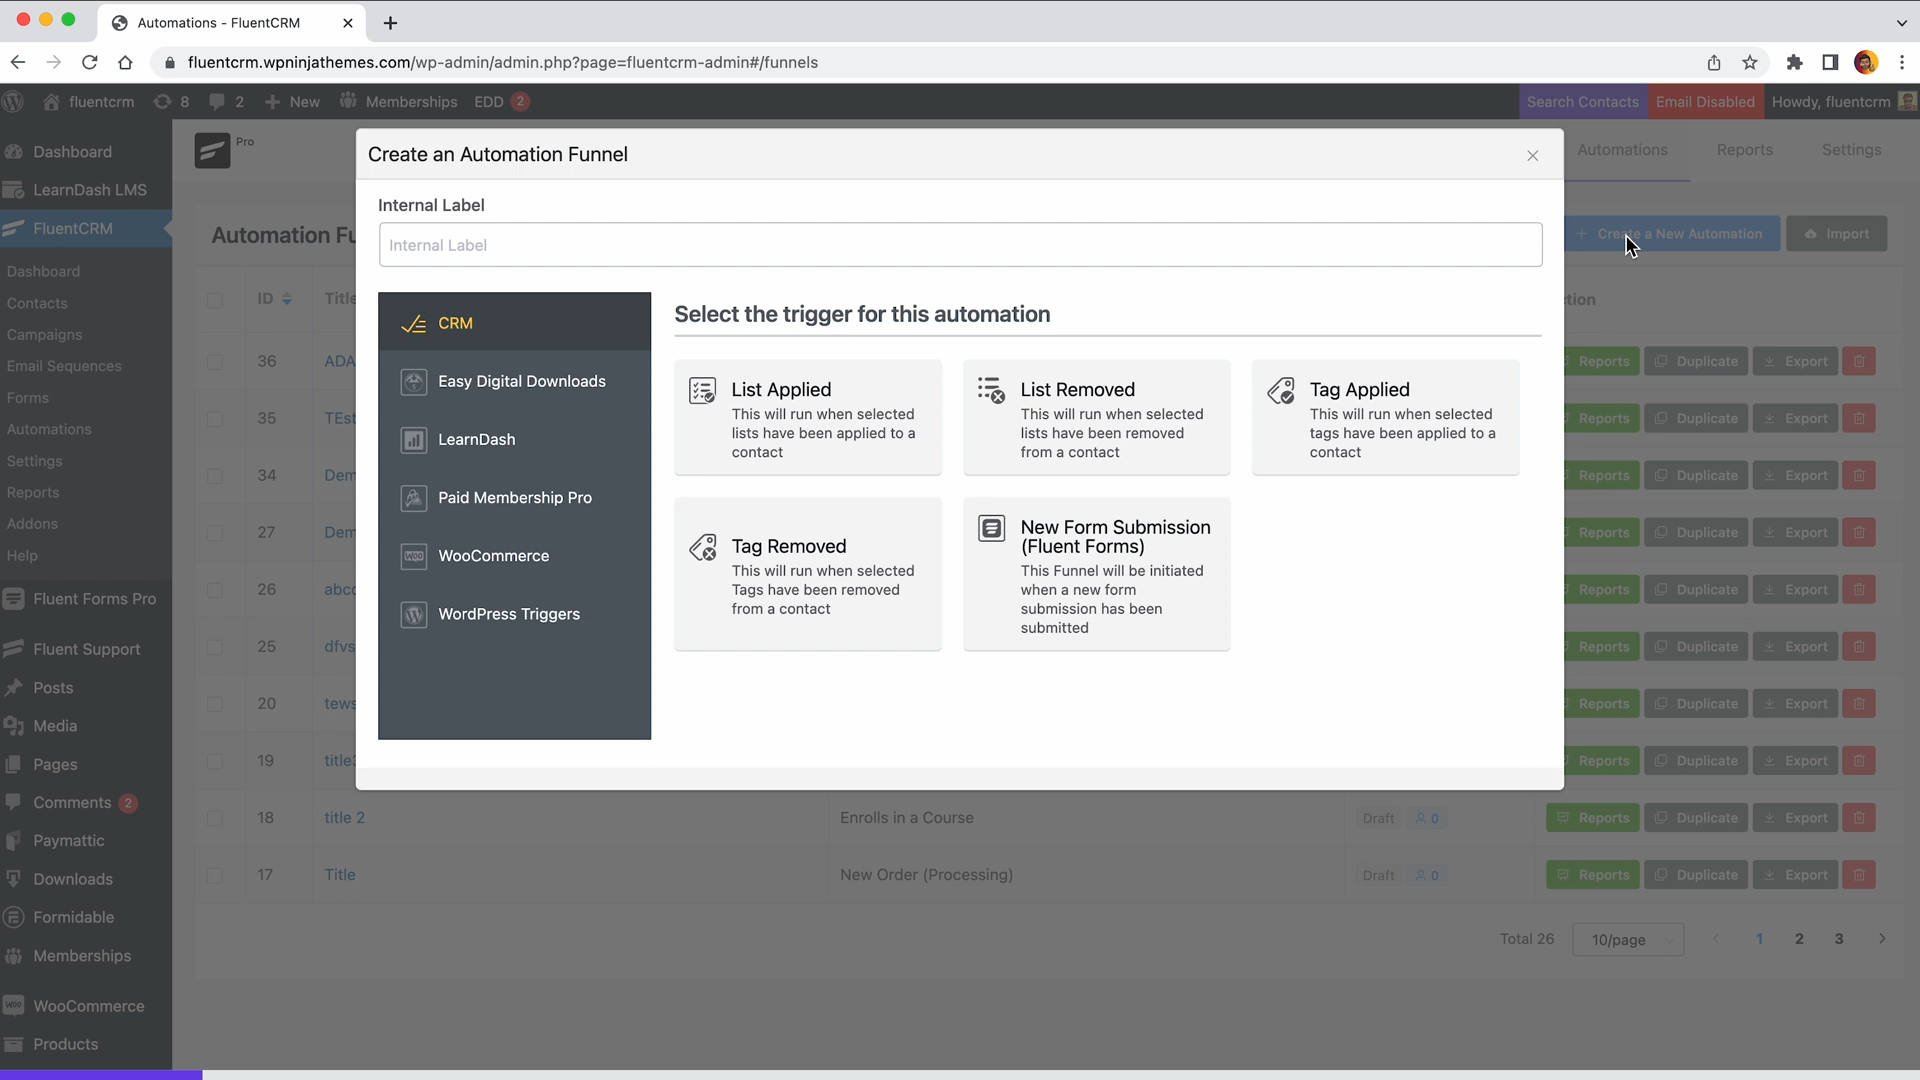 Automations - FluentCRM
fluentcrm.wpninjathemes.com/wp-admin/admin.php?page=fluentcrm-admin#/funnels
fluentcrm
8
2
New
Memberships
EDD 2
Search Contacts
Email Disabled
Howdy, fluentcrm
Dashboard
LearnDash LMS
FluentCRM
Dashboard
Contacts
Campaigns
Email Sequences
Forms
Automations
Settings
Reports
Addons
Help
Fluent Forms Pro
Fluent Support
Posts
Media
Pages
Comments 2
Paymattic
Downloads
Formidable
Memberships
WooCommerce
Products
Pro
Automations
Reports
Settings
Automation Fu
Create a New Automation
Import
Create an Automation Funnel
Internal Label
Internal Label
CRM
Easy Digital Downloads
LearnDash
Paid Membership Pro
WooCommerce
WordPress Triggers
Select the trigger for this automation
List Applied
This will run when selected
lists have been applied to a
contact
List Removed
This will run when selected
lists have been removed
from a contact
Tag Applied
This will run when selected
tags have been applied to a
contact
Tag Removed
This will run when selected
Tags have been removed
from a contact
New Form Submission
(Fluent Forms)
This Funnel will be initiated
when a new form
submission has been
submitted
ID Title tion
36 ADA Reports Duplicate Export
35 TEst Reports Duplicate Export
34 Dem Reports Duplicate Export
27 Dem Reports Duplicate Export
26 abcd Reports Duplicate Export
25 dfvs Reports Duplicate Export
20 tews Reports Duplicate Export
19 title3 Reports Duplicate Export
18 title 2 Enrolls in a Course Draft 0 Reports Duplicate Export
17 Title New Order (Processing) Draft 0 Reports Duplicate Export
Total 26 10/page 1 2 3